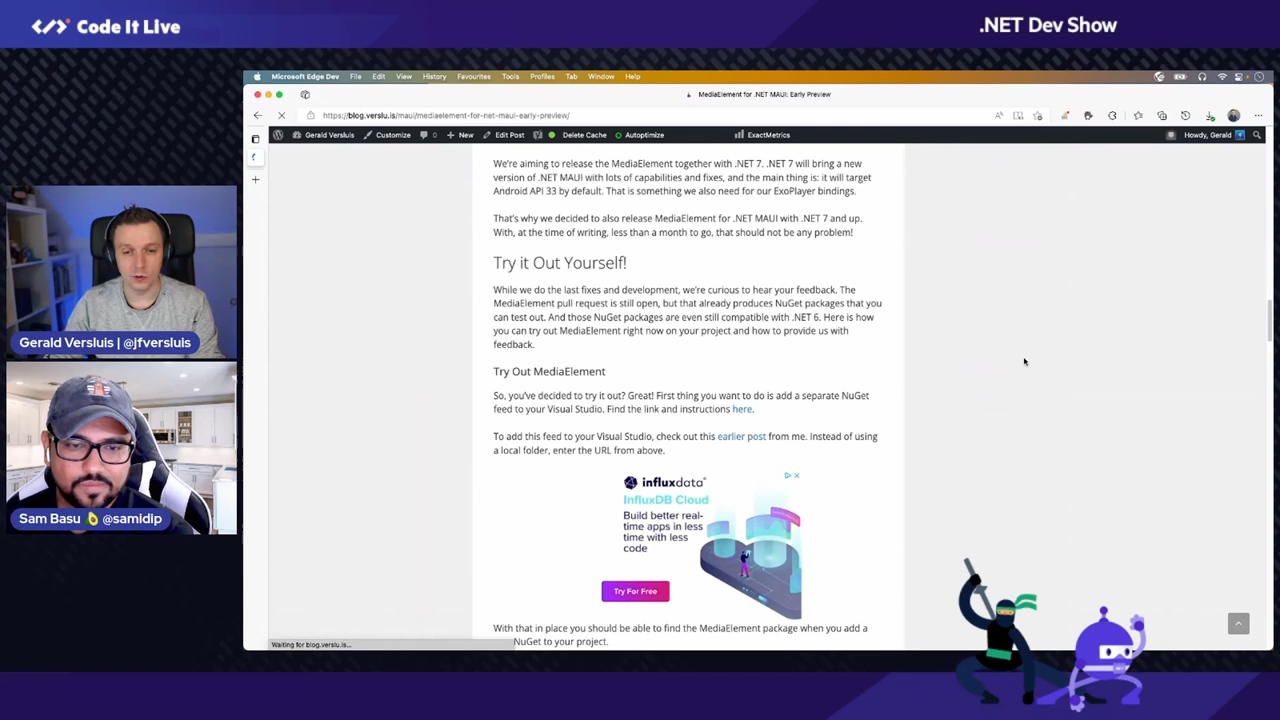 Code It Live
.NET Dev Show
Microsoft Edge Dev File Edit View History Favourites Tools Profiles Tab Window Help
MediaElement for .NET MAUI: Early Preview
https://blog.verslu.is/maui/mediaelement-for-net-maui-early-preview/
Gerald Versluis Customize 0 New Edit Post Delete Cache Autoptimize ExactMetrics Howdy, Gerald
We're aiming to release the MediaElement together with .NET 7. .NET 7 will bring a new
version of .NET MAUI with lots of capabilities and fixes, and the main thing is: it will target
Android API 33 by default. That is something we also need for our ExoPlayer bindings.
That's why we decided to also release MediaElement for .NET MAUI with .NET 7 and up.
With, at the time of writing, less than a month to go, that should not be any problem!
Try it Out Yourself!
While we do the last fixes and development, we're curious to hear your feedback. The
MediaElement pull request is still open, but that already produces NuGet packages that you
can test out. And those NuGet packages are even still compatible with .NET 6. Here is how
you can try out MediaElement right now on your project and how to provide us with
feedback.
Try Out MediaElement
So, you've decided to try it out? Great! First thing you want to do is add a separate NuGet
feed to your Visual Studio. Find the link and instructions here.
To add this feed to your Visual Studio, check out this earlier post from me. Instead of using
a local folder, enter the URL from above.
influxdata
InfluxDB Cloud
Build better real-
time apps in less
time with less
code
Try For Free
With that in place you should be able to find the MediaElement package when you add a
NuGet to your project.
Waiting for blog.verslu.is...
Gerald Versluis | @jfversluis
Sam Basu 🥑 @samidip